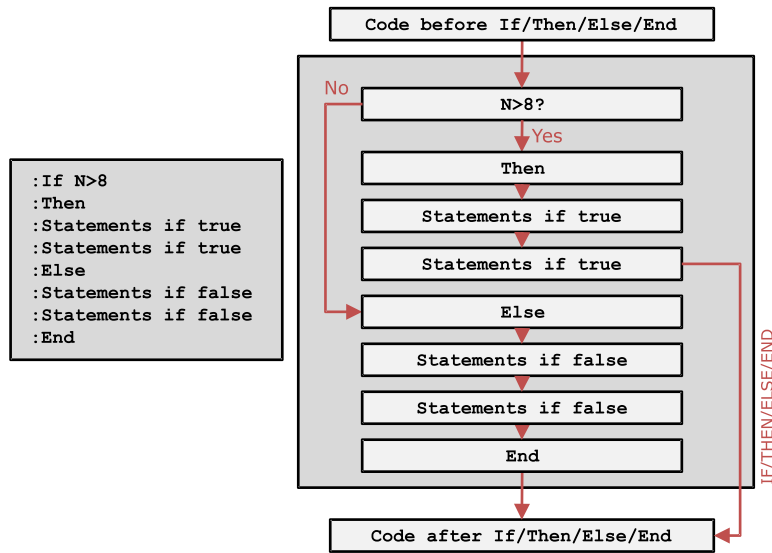 Code before If/Then/Else/End
No
N>8?
Yes
Then
Statements if true
Statements if true
Else
Statements if false
Statements if false
End
Code after If/Then/Else/End
IF/THEN/ELSE/END
:If N>8
:Then
:Statements if true
:Statements if true
:Else
:Statements if false
:Statements if false
:End